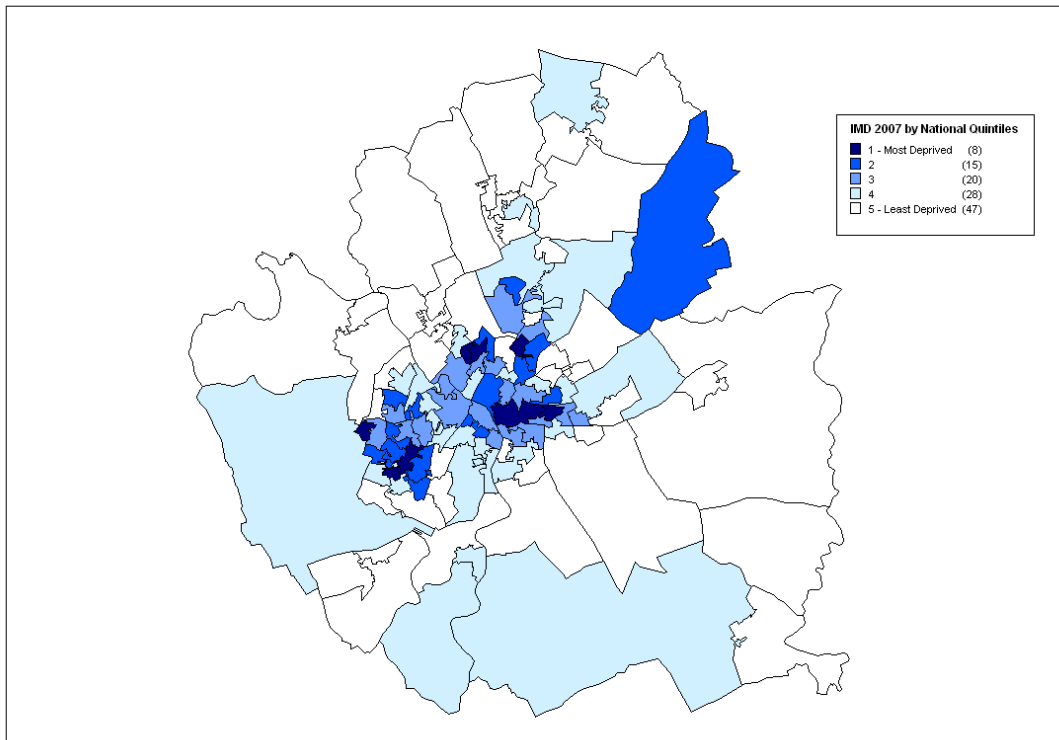 IMD 2007 by National Quintiles
1 - Most Deprived (8)
2 (15)
3 (20)
4 (28)
5 - Least Deprived (47)